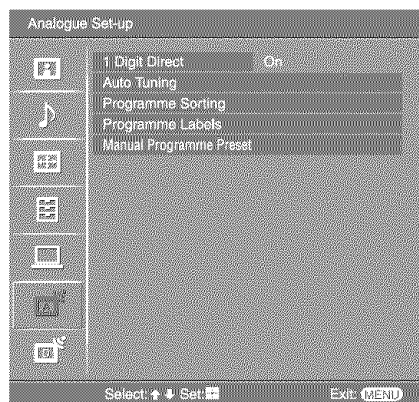 Analogue Set-up
1 Digit Direct On
Auto Tuning
Programme Sorting
Programme Labels
Manual Programme Preset
A
D
Select: Set: Exit: MENU